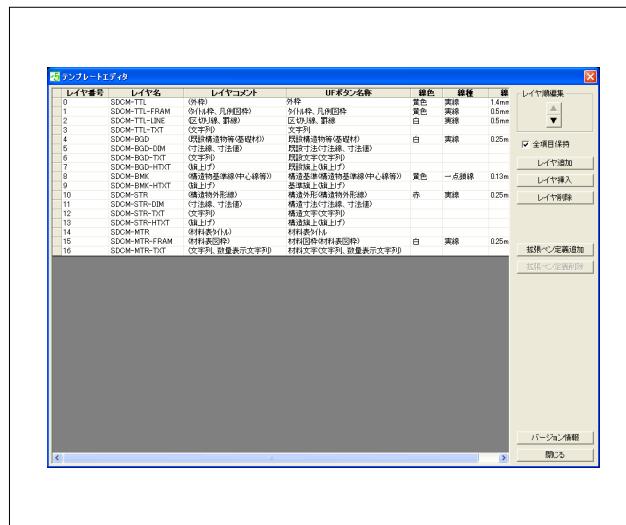 テンプレートエディタ
レイヤ番号 レイヤ名 レイヤコメント UFボタン名称 線色 線種 線
0 SDCM-TTL (外枠) 外枠 黄色 実線 1.4mm
1 SDCM-TTL-FRAM (タイトル枠、凡例図枠) タイトル枠、凡例図枠 黄色 実線 0.5mm
2 SDCM-TTL-LINE (区切り線、罫線) 区切り線、罫線 白 実線 0.5mm
3 SDCM-TTL-TXT (文字列) 文字列
4 SDCM-BGD (既設構造物等(基礎材)) 既設構造物等(基礎材) 白 実線 0.25m
5 SDCM-BGD-DIM (寸法線、寸法値) 既設寸法(寸法線、寸法値)
6 SDCM-BGD-TXT (文字列) 既設文字(文字列)
7 SDCM-BGD-HTXT (旗上げ) 既設旗上(旗上げ)
8 SDCM-BMK (構造物基準線(中心線等)) 構造基準(構造物基準線(中心線等)) 黄色 一点鎖線 0.13m
9 SDCM-BMK-HTXT (旗上げ) 基準旗上(旗上げ)
10 SDCM-STR (構造物外形線) 構造外形(構造物外形線) 赤 実線 0.25m
11 SDCM-STR-DIM (寸法線、寸法値) 構造寸法(寸法線、寸法値)
12 SDCM-STR-TXT (文字列) 構造文字(文字列)
13 SDCM-STR-HTXT (旗上げ) 構造旗上(旗上げ)
14 SDCM-MTR (材料表タイトル) 材料表タイトル
15 SDCM-MTR-FRAM (材料表図枠) 材料図枠(材料表図枠) 白 実線 0.25m
16 SDCM-MTR-TXT (文字列、数量表示文字列) 材料文字(文字列、数量表示文字列)
レイヤ順編集
全項目保持
レイヤ追加
レイヤ挿入
レイヤ削除
拡張ペン定義追加
拡張ペン定義削除
バージョン情報
閉じる